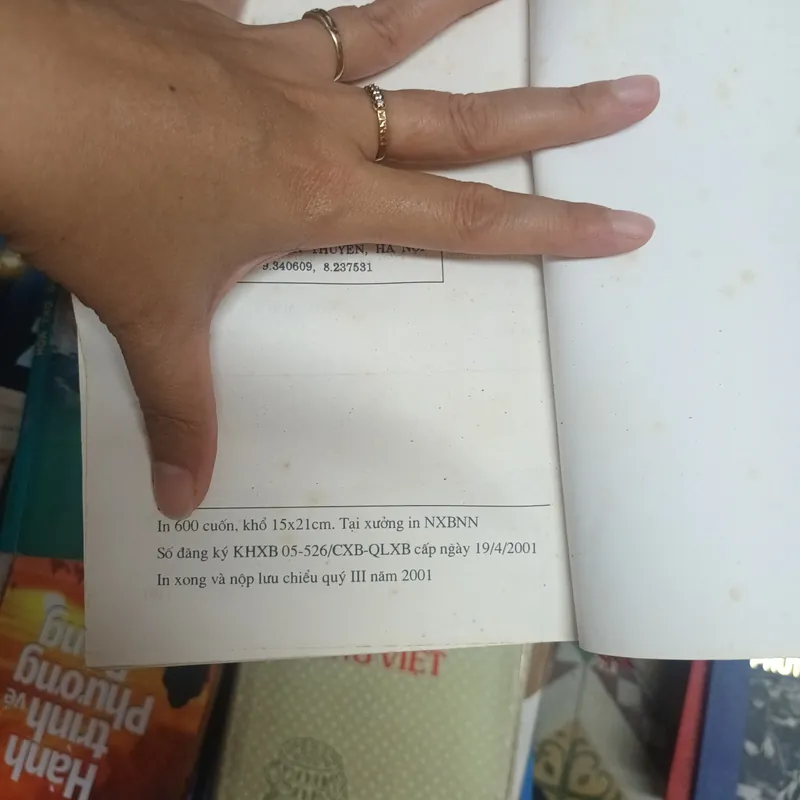 THUYÊN, HÀ NỘI
9.340609, 8.237531
In 600 cuốn, khổ 15x21cm. Tại xưởng in NXBNN
Số đăng ký KHXB 05-526/CXB-QLXB cấp ngày 19/4/2001
In xong và nộp lưu chiểu quý III năm 2001
VIỆT
Hành
trình về
phương